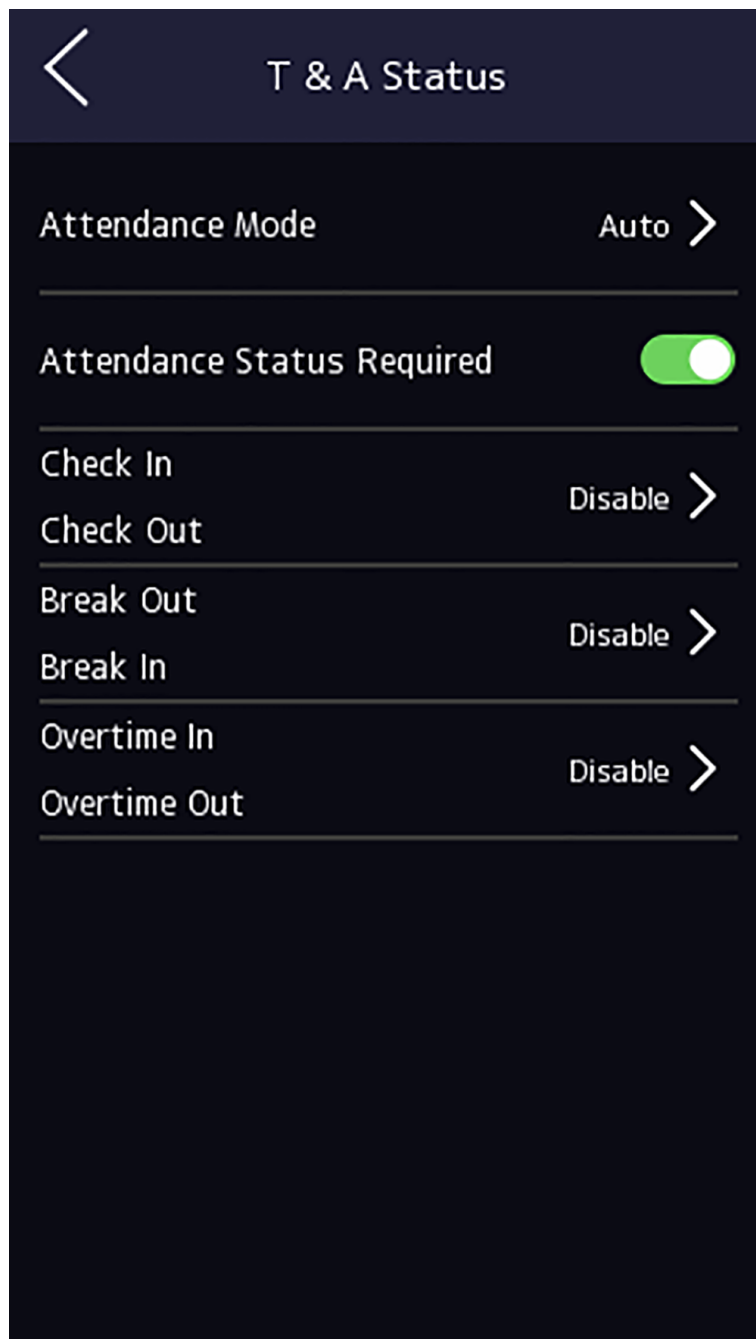 T & A Status
Attendance Mode
Auto
Attendance Status Required
Check In
Check Out
Disable
Break Out
Break In
Disable
Overtime In
Overtime Out
Disable